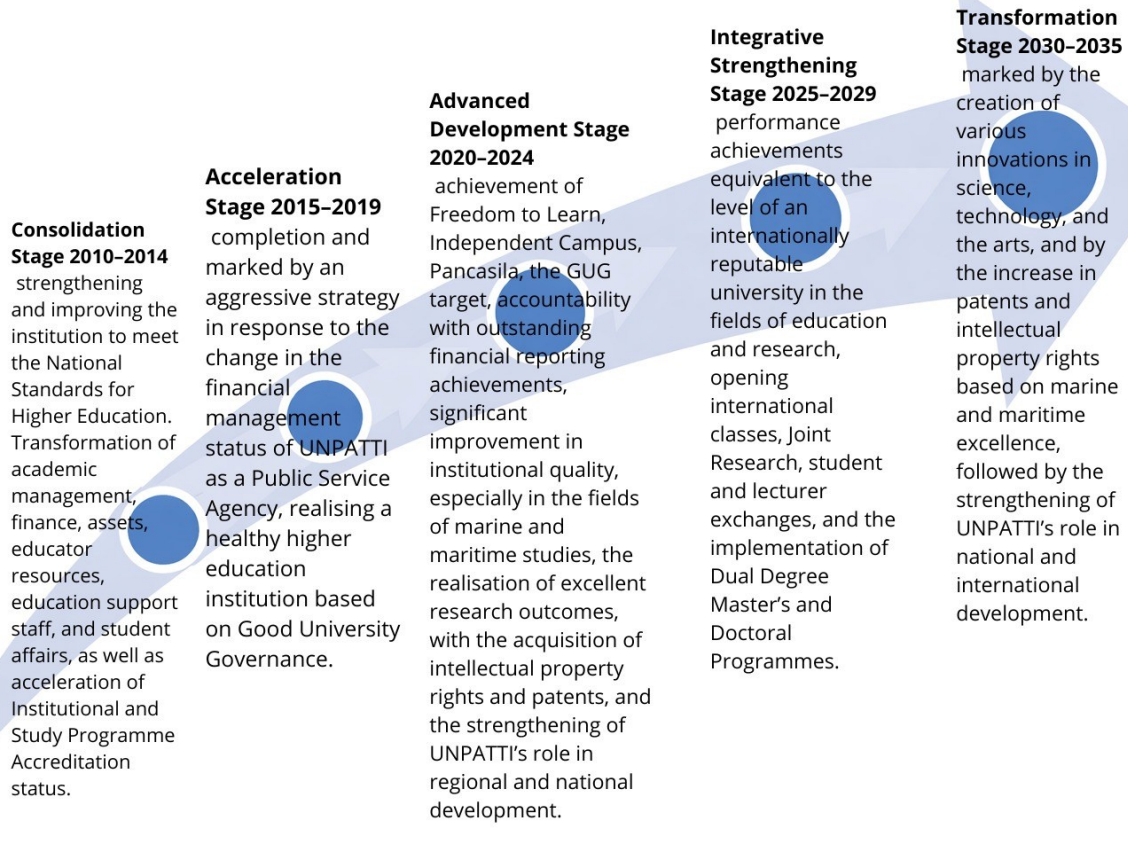 Consolidation
Stage 2010–2014
strengthening
and improving the
institution to meet
the National
Standards for
Higher Education.
Transformation of
academic
management,
finance, assets,
educator
resources,
education support
staff, and student
affairs, as well as
acceleration of
Institutional and
Study Programme
Accreditation
status.
Acceleration
Stage 2015–2019
completion and
marked by an
aggressive strategy
in response to the
change in the
financial
management
status of UNPATTI
as a Public Service
Agency, realising a
healthy higher
education
institution based
on Good University
Governance.
Advanced
Development Stage
2020–2024
achievement of
Freedom to Learn,
Independent Campus,
Pancasila, the GUG
target, accountability
with outstanding
financial reporting
achievements,
significant
improvement in
institutional quality,
especially in the fields
of marine and
maritime studies, the
realisation of excellent
research outcomes,
with the acquisition of
intellectual property
rights and patents, and
the strengthening of
UNPATTI’s role in
regional and national
development.
Integrative
Strengthening
Stage 2025–2029
performance
achievements
equivalent to the
level of an
internationally
reputable
university in the
fields of education
and research,
opening
international
classes, Joint
Research, student
and lecturer
exchanges, and the
implementation of
Dual Degree
Master’s and
Doctoral
Programmes.
Transformation
Stage 2030–2035
marked by the
creation of
various
innovations in
science,
technology, and
the arts, and by
the increase in
patents and
intellectual
property rights
based on marine
and maritime
excellence,
followed by the
strengthening of
UNPATTI’s role in
national and
international
development.